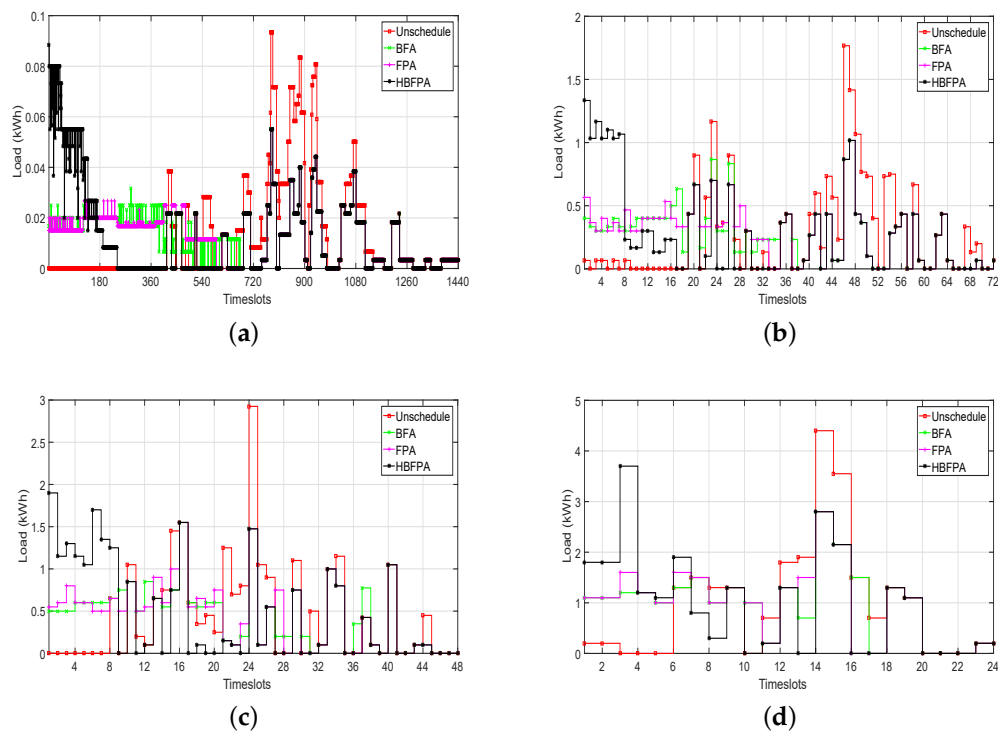 0.1
0.08
0.06
0.04
0.02
0
Load (kWh)
180 360 540 720 900 1080 1260 1440
Timeslots
Unschedule
BFA
FPA
HBFPA
(a)
2
1.5
1
0.5
0
Load (kWh)
4 8 12 16 20 24 28 32 36 40 44 48 52 56 60 64 68 72
Timeslots
Unschedule
BFA
FPA
HBFPA
(b)
3
2.5
2
1.5
1
0.5
0
Load (kWh)
4 8 12 16 20 24 28 32 36 40 44 48
Timeslots
Unschedule
BFA
FPA
HBFPA
(c)
5
4
3
2
1
0
Load (kWh)
2 4 6 8 10 12 14 16 18 20 22 24
Timeslots
Unschedule
BFA
FPA
HBFPA
(d)